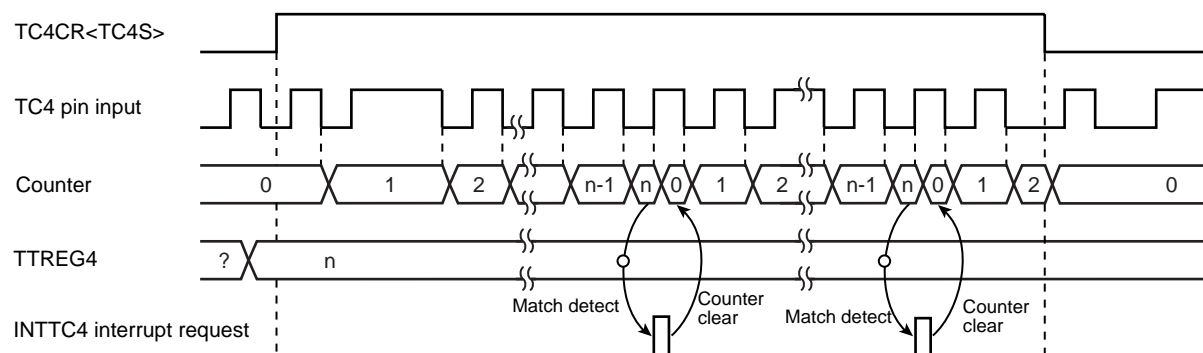 TC4CR<TC4S>
TC4 pin input
Counter 0 1 2 n-1 n 0 1 2 n-1 n 0 1 2 0
TTREG4 ? n
Match detect Counter clear Match detect Counter clear
INTTC4 interrupt request